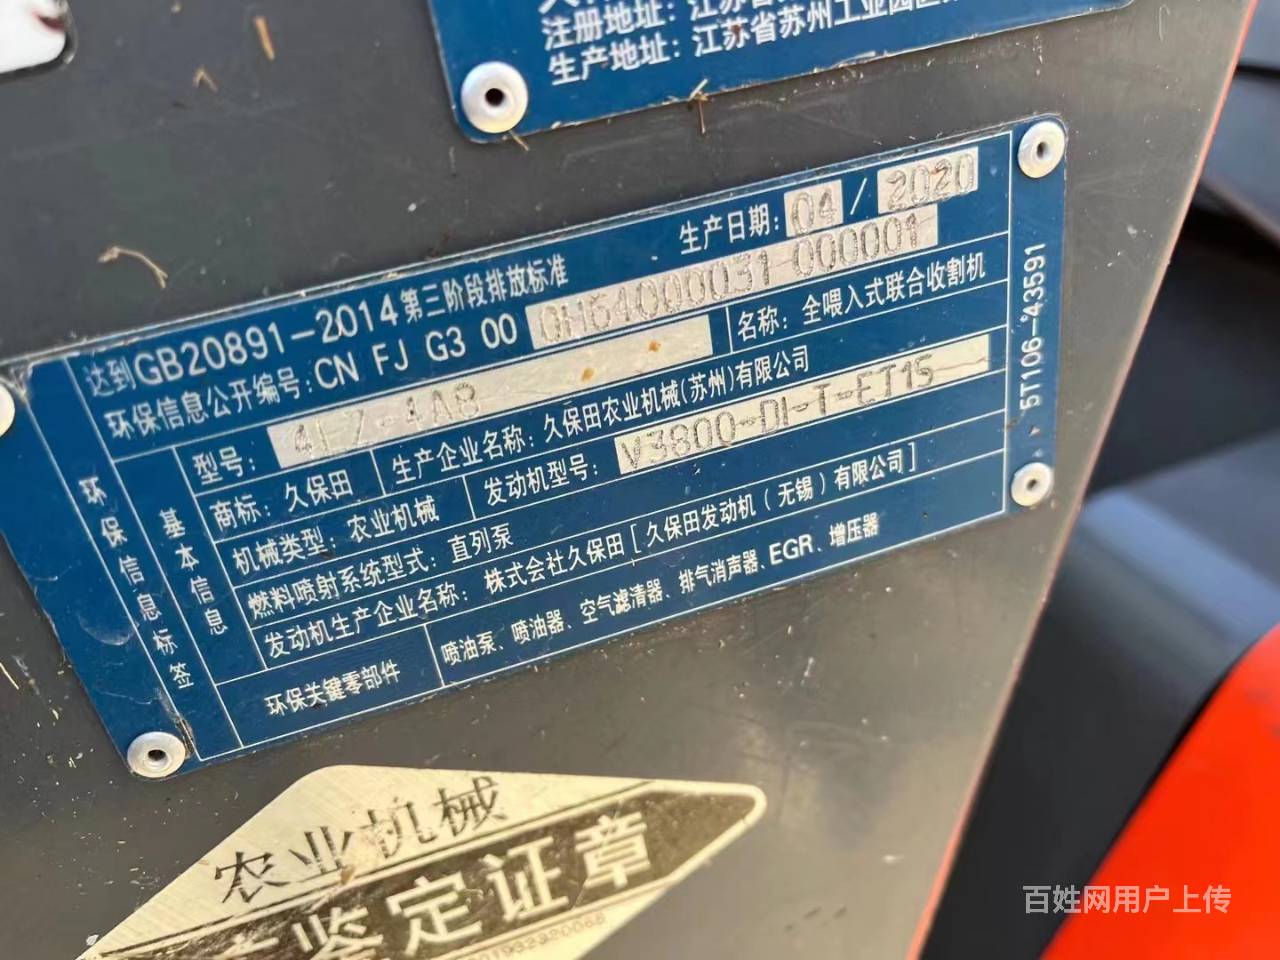 注册地址：江苏省
生产地址：江苏省苏州工业园区
达到GB20891-2014第三阶段排放标准 生产日期：04/2020
环保信息公开编号：CN FJ G3 00 0H64000031 000001
型号：4LZ-4A8 名称：全喂入式联合收割机
商标：久保田 生产企业名称：久保田农业机械(苏州)有限公司
机械类型：农业机械 发动机型号：V3800-DI-T-ET15
燃料喷射系统型式：直列泵
发动机生产企业名称：株式会社久保田[久保田发动机（无锡）有限公司]
环保关键零部件 喷油泵、喷油器、空气滤清器、排气消声器、EGR、增压器
环保信息标签
基本信息
5T106-43591
农业机械
鉴定证章
百姓网用户上传